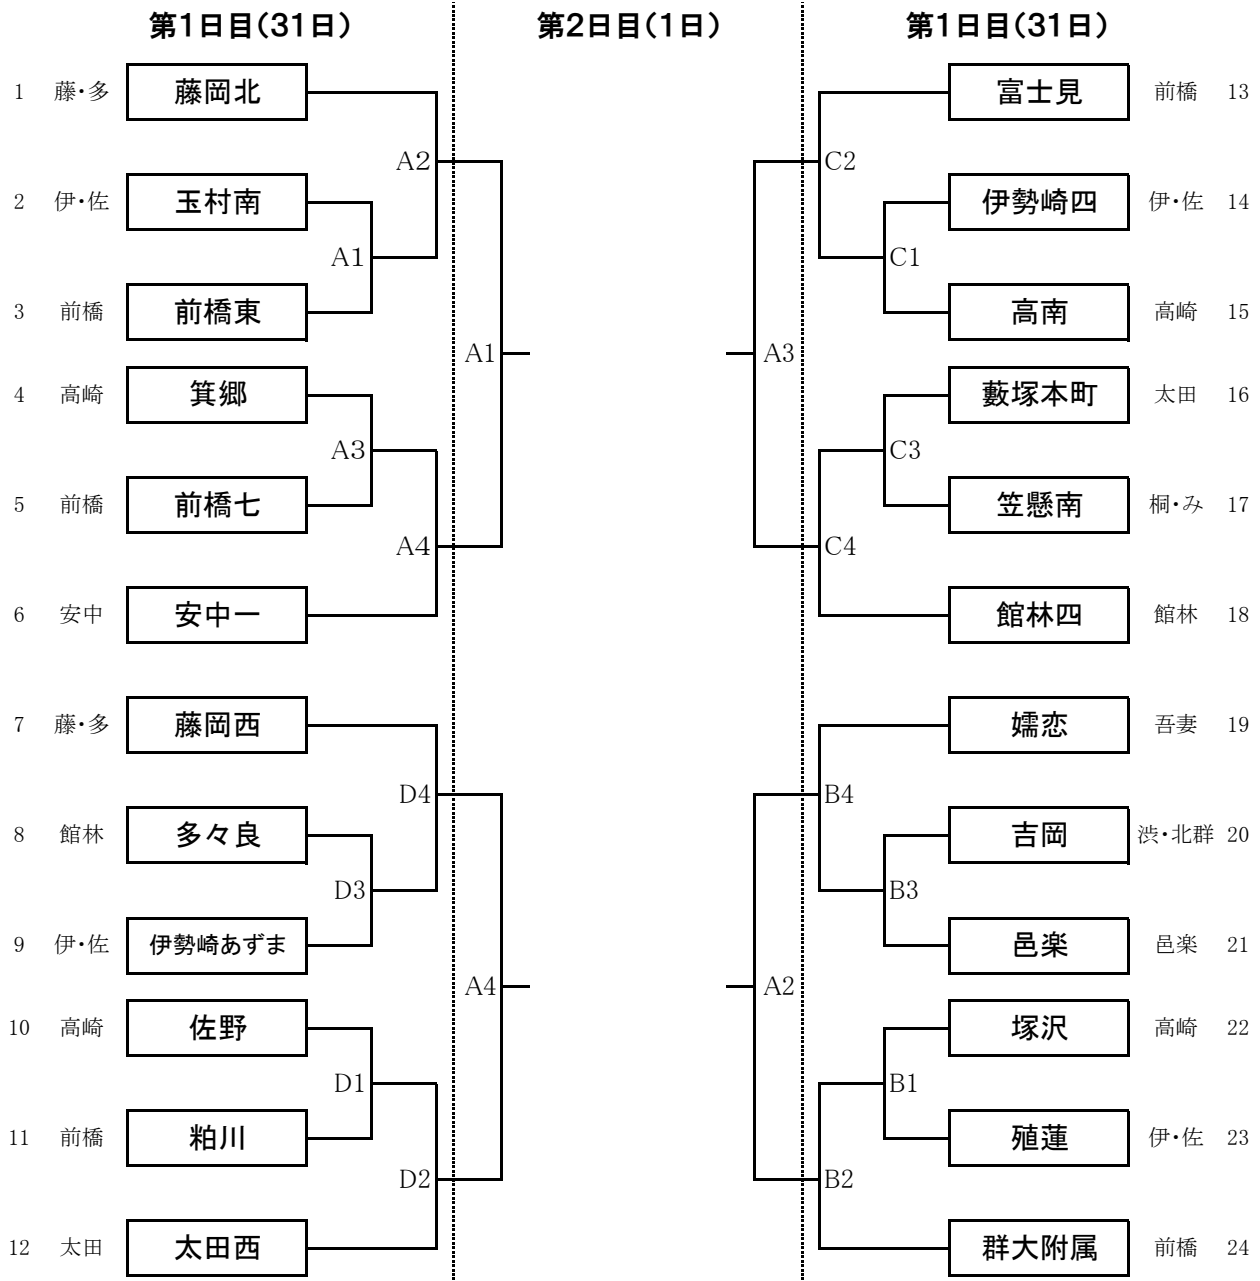 第1日目(31日) 第2日目(1日) 第1日目(31日)
1 藤・多 藤岡北 富士見 前橋 13
A2 C2
2 伊・佐 玉村南 伊勢崎四 伊・佐 14
A1 C1
3 前橋 前橋東 高南 高崎 15
A1 A3
4 高崎 箕郷 藪塚本町 太田 16
A3 C3
5 前橋 前橋七 笠懸南 桐・み 17
A4 C4
6 安中 安中一 館林四 館林 18
7 藤・多 藤岡西 嬬恋 吾妻 19
D4 B4
8 館林 多々良 吉岡 渋・北群 20
D3 B3
9 伊・佐 伊勢崎あずま 邑楽 邑楽 21
A4 A2
10 高崎 佐野 塚沢 高崎 22
D1 B1
11 前橋 粕川 殖蓮 伊・佐 23
D2 B2
12 太田 太田西 群大附属 前橋 24